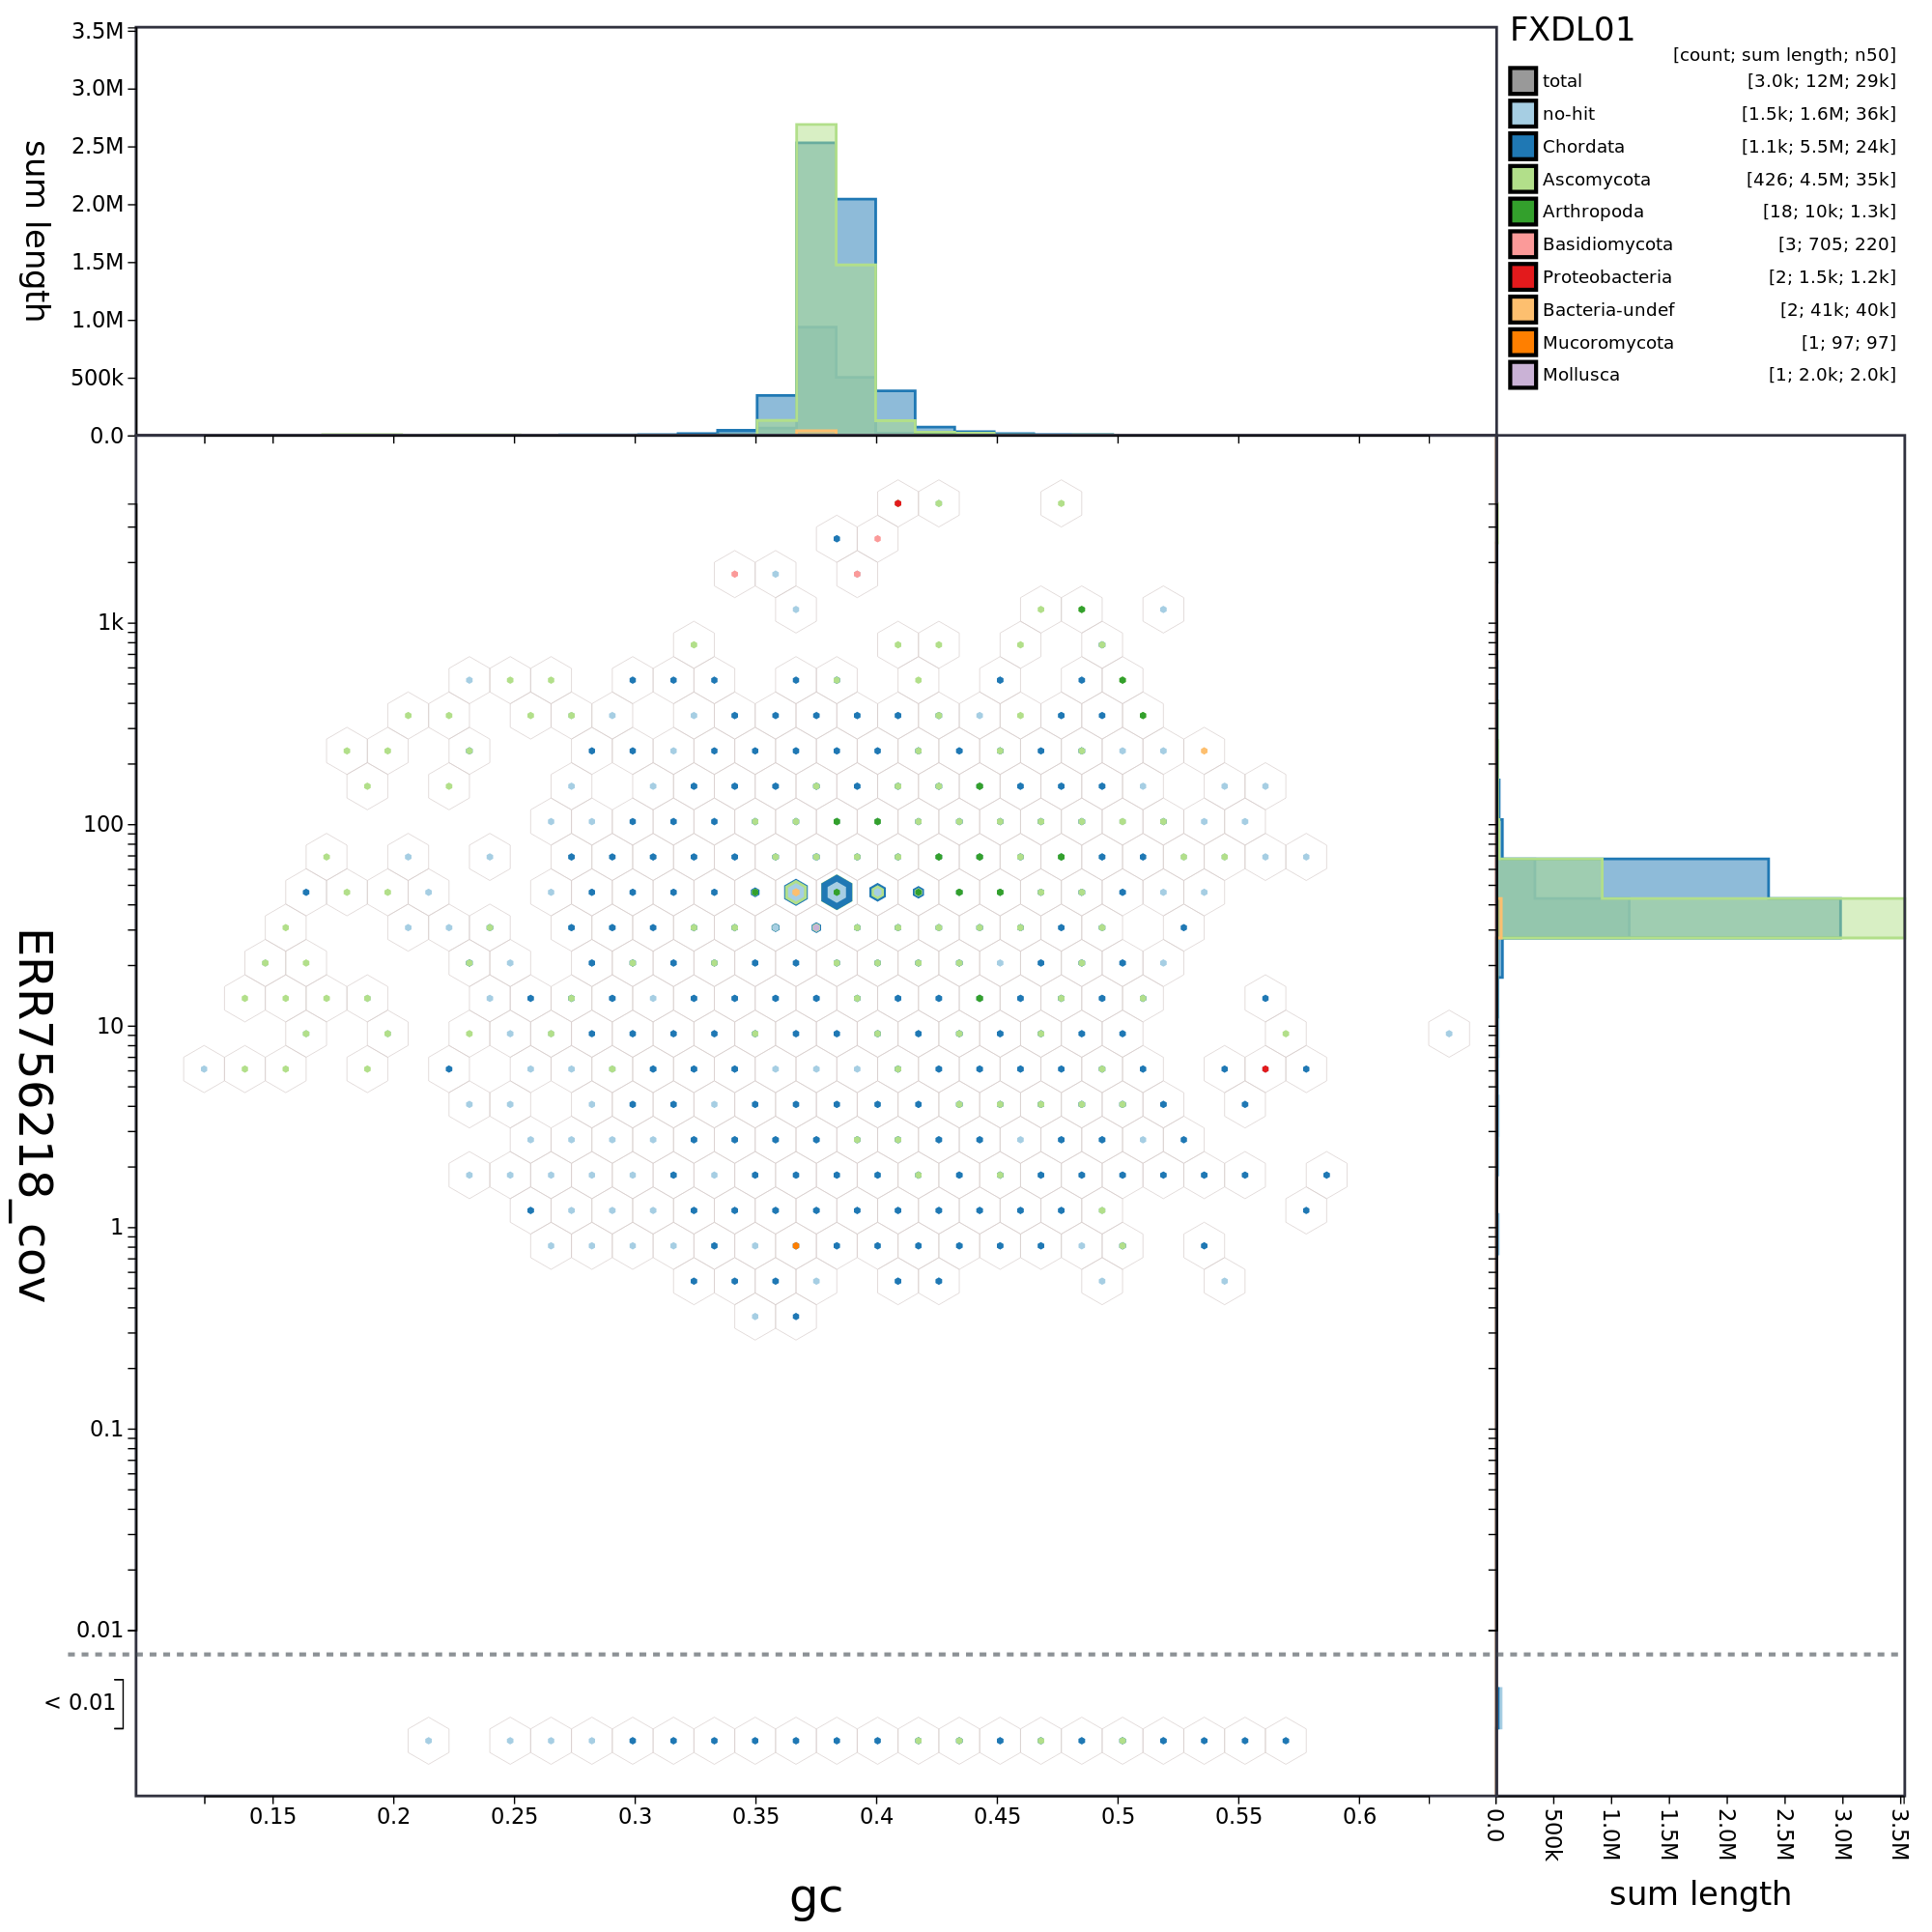 FXDL01
[count; sum length; n50]
total [3.0k; 12M; 29k]
no-hit [1.5k; 1.6M; 36k]
Chordata [1.1k; 5.5M; 24k]
Ascomycota [426; 4.5M; 35k]
Arthropoda [18; 10k; 1.3k]
Basidiomycota [3; 705; 220]
Proteobacteria [2; 1.5k; 1.2k]
Bacteria-undef [2; 41k; 40k]
Mucoromycota [1; 97; 97]
Mollusca [1; 2.0k; 2.0k]
sum length
3.5M
3.0M
2.5M
2.0M
1.5M
1.0M
500k
0.0
ERR756218_cov
1k
100
10
1
0.1
0.01
< 0.01
0.15 0.2 0.25 0.3 0.35 0.4 0.45 0.5 0.55 0.6
gc
0.0 500k 1.0M 1.5M 2.0M 2.5M 3.0M 3.5M
sum length